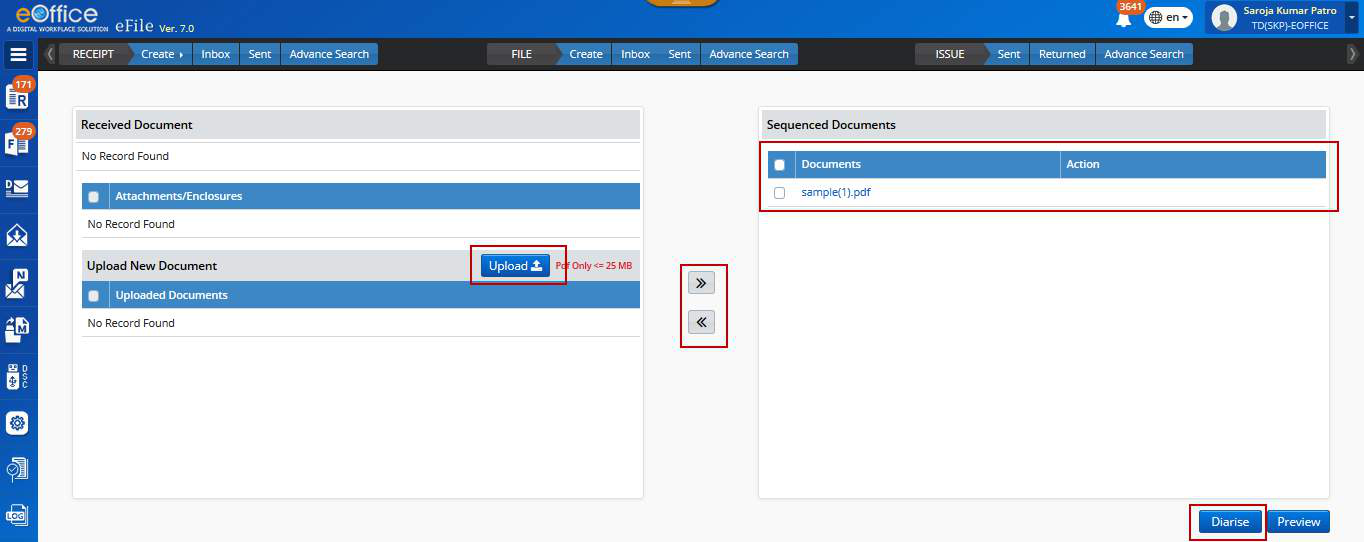 eOffice
A DIGITAL WORKPLACE SOLUTION
eFile Ver. 7.0
3641
en
Saroja Kumar Patro
TD(SKP)-EOFFICE
RECEIPT Create Inbox Sent Advance Search
FILE Create Inbox Sent Advance Search
ISSUE Sent Returned Advance Search
171
R
279
F
D
N
M
DSC
LOG
Received Document
No Record Found
Attachments/Enclosures
No Record Found
Upload New Document Upload Pdf Only <= 25 MB
Uploaded Documents
No Record Found
»
«
Sequenced Documents
Documents Action
sample(1).pdf
Diarise Preview